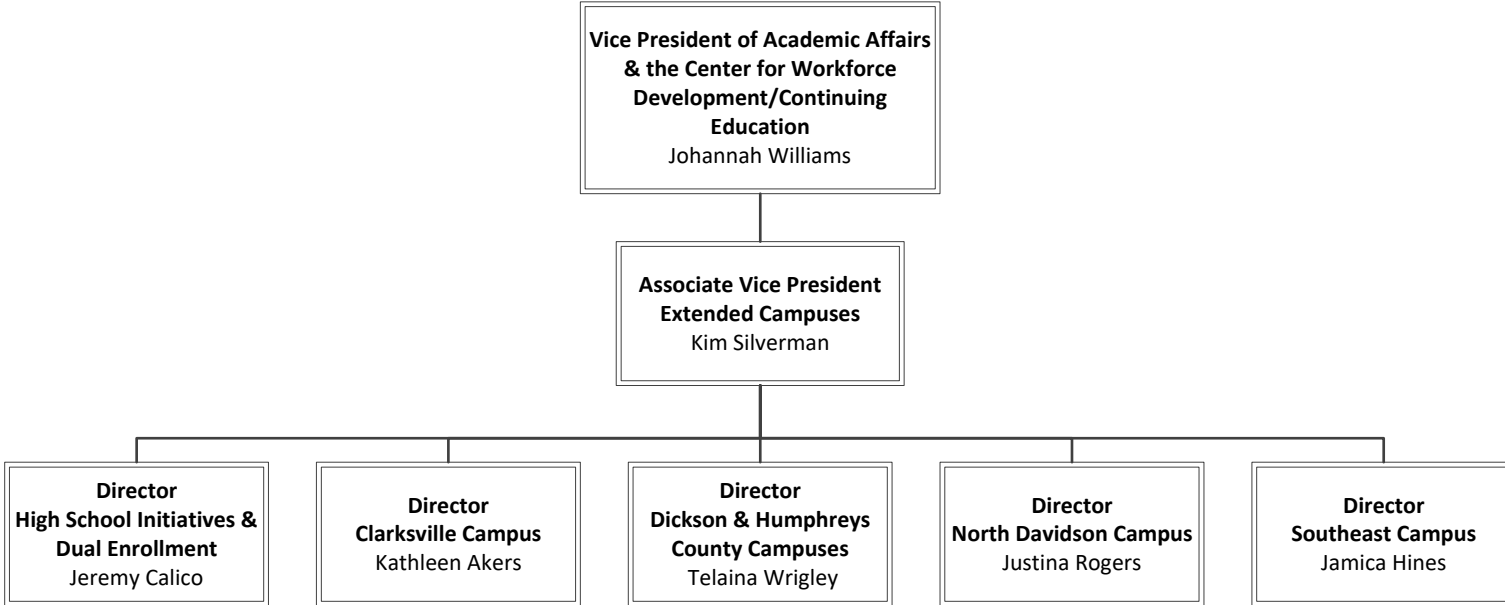 Vice President of Academic Affairs
& the Center for Workforce
Development/Continuing
Education
Johannah Williams
Associate Vice President
Extended Campuses
Kim Silverman
Director
High School Initiatives &
Dual Enrollment
Jeremy Calico
Director
Clarksville Campus
Kathleen Akers
Director
Dickson & Humphreys
County Campuses
Telaina Wrigley
Director
North Davidson Campus
Justina Rogers
Director
Southeast Campus
Jamica Hines